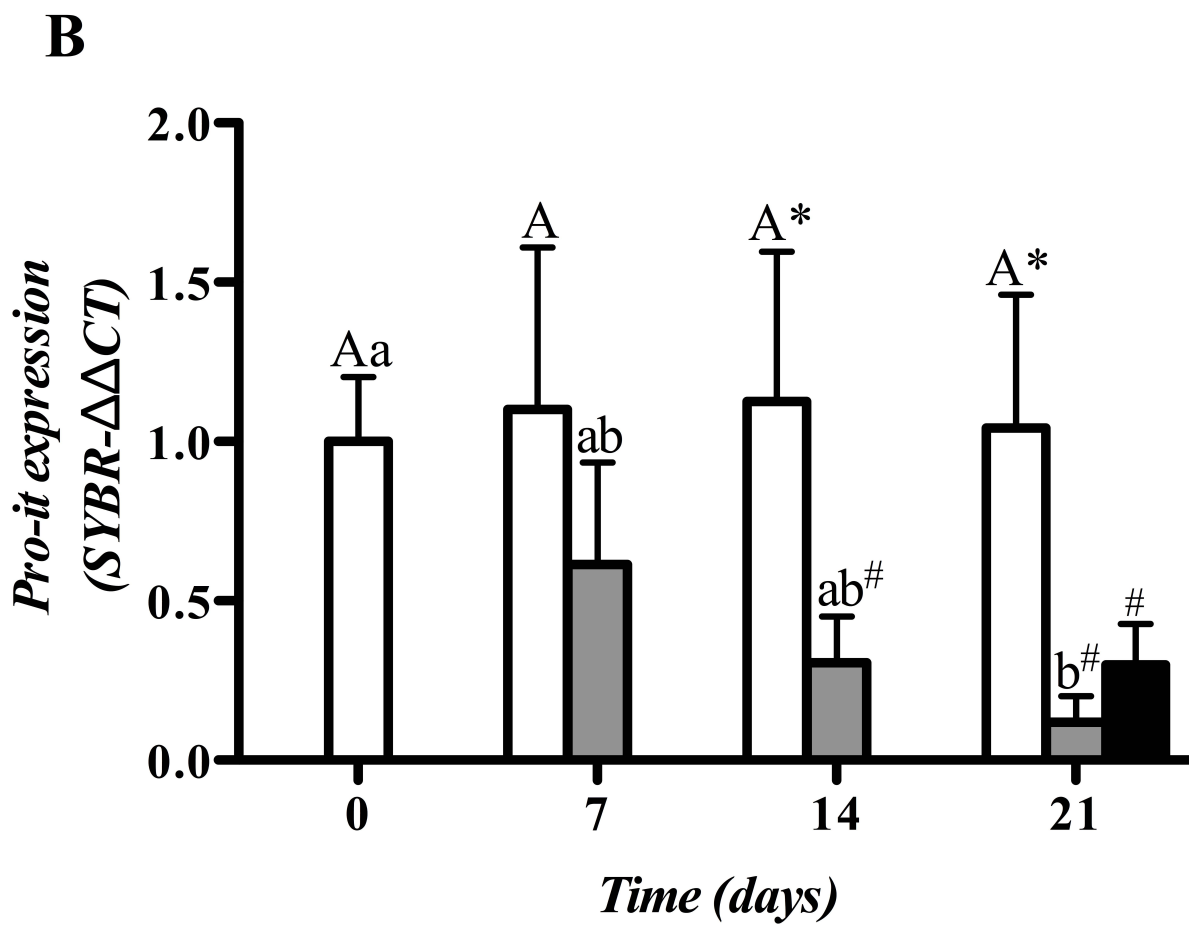 B
Pro-it expression
(SYBR-ΔΔCT)
2.0
1.5
1.0
0.5
0.0
Aa
A
ab
A*
ab#
A*
b#
#
0 7 14 21
Time (days)